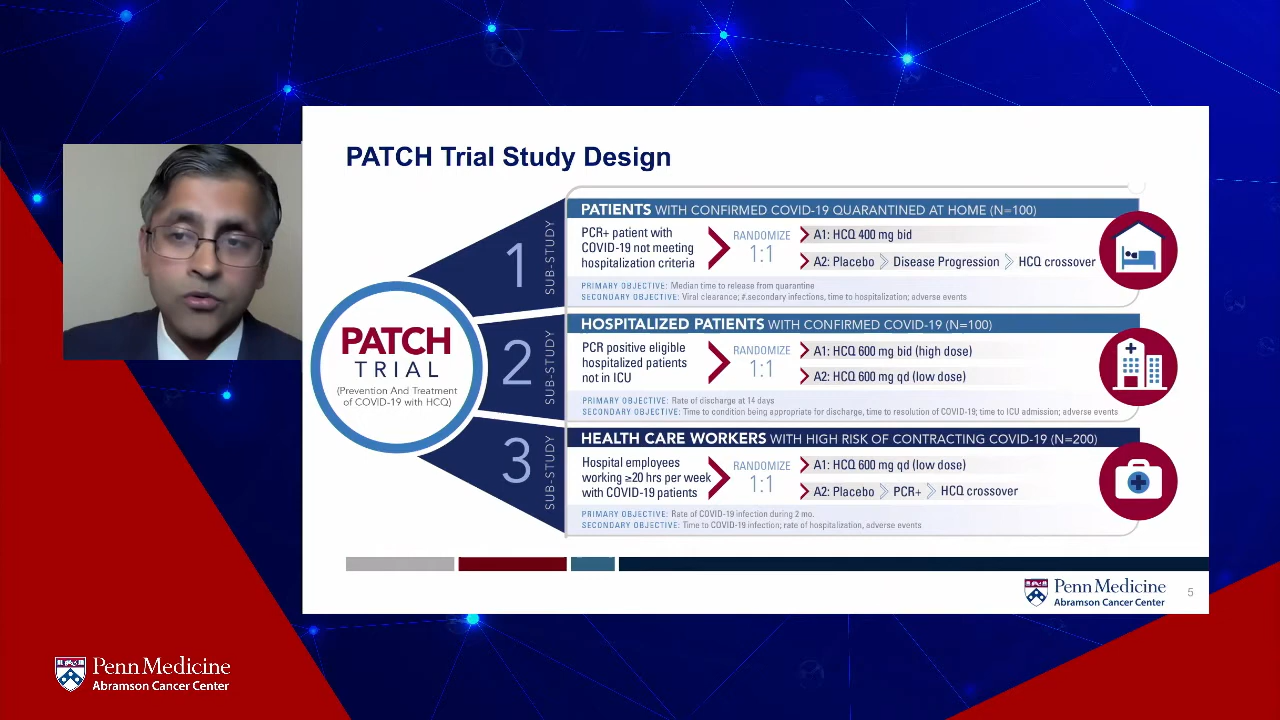 PATCH Trial Study Design
PATCH
TRIAL
(Prevention And Treatment
of COVID-19 with HCQ)
1
SUB-STUDY
PATIENTS WITH CONFIRMED COVID-19 QUARANTINED AT HOME (N=100)
PCR+ patient with
COVID-19 not meeting
hospitalization criteria
RANDOMIZE
1:1
A1: HCQ 400 mg bid
A2: Placebo Disease Progression HCQ crossover
PRIMARY OBJECTIVE: Median time to release from quarantine
SECONDARY OBJECTIVE: Viral clearance; #.secondary infections, time to hospitalization; adverse events
2
SUB-STUDY
HOSPITALIZED PATIENTS WITH CONFIRMED COVID-19 (N=100)
PCR positive eligible
hospitalized patients
not in ICU
RANDOMIZE
1:1
A1: HCQ 600 mg bid (high dose)
A2: HCQ 600 mg qd (low dose)
PRIMARY OBJECTIVE: Rate of discharge at 14 days
SECONDARY OBJECTIVE: Time to condition being appropriate for discharge, time to resolution of COVID-19; time to ICU admission; adverse events
3
SUB-STUDY
HEALTH CARE WORKERS WITH HIGH RISK OF CONTRACTING COVID-19 (N=200)
Hospital employees
working ≥20 hrs per week
with COVID-19 patients
RANDOMIZE
1:1
A1: HCQ 600 mg qd (low dose)
A2: Placebo PCR+ HCQ crossover
PRIMARY OBJECTIVE: Rate of COVID-19 infection during 2 mo.
SECONDARY OBJECTIVE: Time to COVID-19 infection; rate of hospitalization, adverse events
Penn Medicine
Abramson Cancer Center
5
Penn Medicine
Abramson Cancer Center